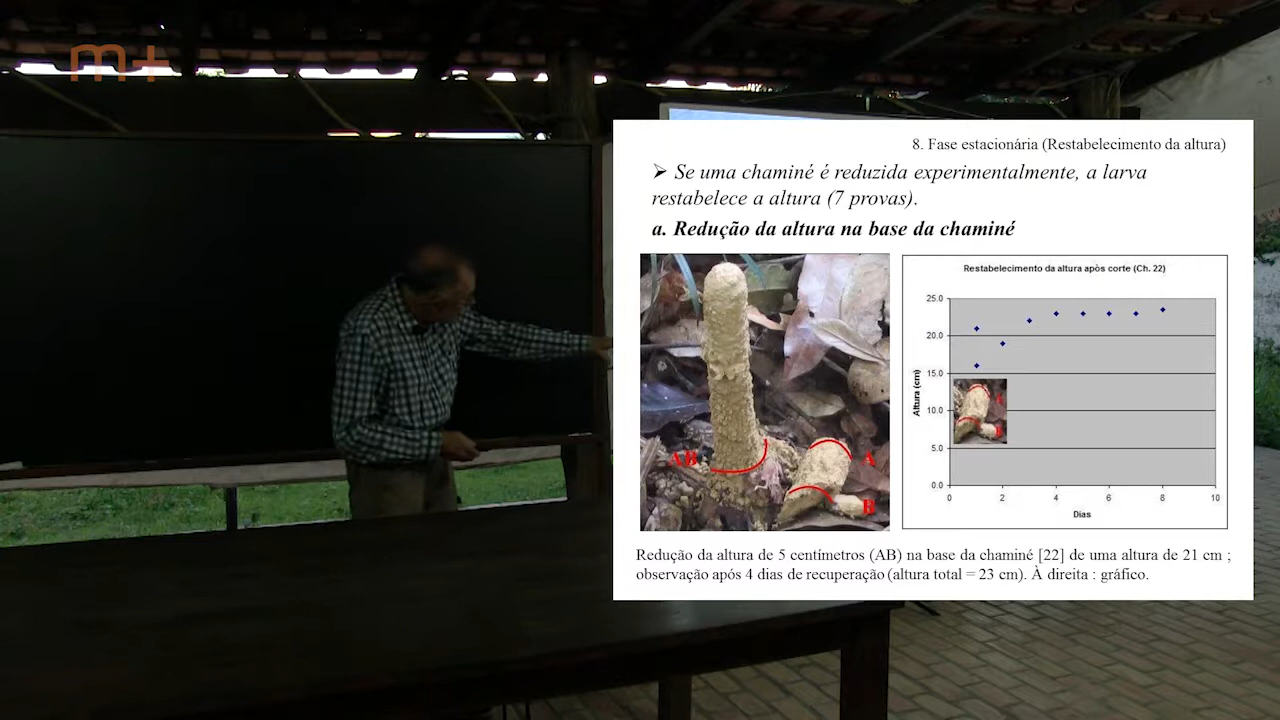 m+
8. Fase estacionária (Restabelecimento da altura)
➢ Se uma chaminé é reduzida experimentalmente, a larva
restabelece a altura (7 provas).
a. Redução da altura na base da chaminé
AB
A
B
Restabelecimento da altura apòs corte (Ch. 22)
Altura (cm)
25.0
20.0
15.0
10.0
5.0
0.0
0 2 4 6 8 10
Dias
Redução da altura de 5 centímetros (AB) na base da chaminé [22] de uma altura de 21 cm ;
observação após 4 dias de recuperação (altura total = 23 cm). À direita : gráfico.